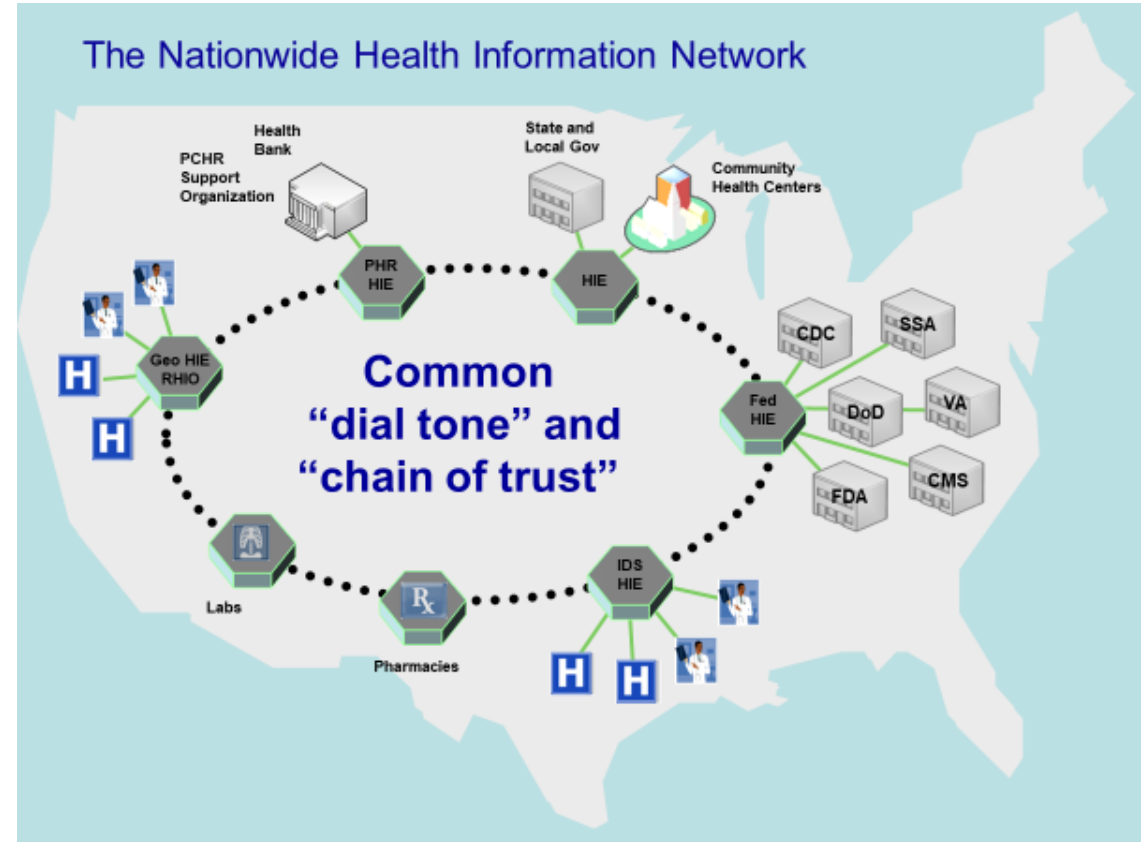 The Nationwide Health Information Network
Health
Bank
PCHR
Support
Organization
State and
Local Gov
Community
Health Centers
PHR
HIE
HIE
CDC
SSA
Geo HIE
RHIO
H
H
Common
“dial tone” and
“chain of trust”
Fed
HIE
DoD
VA
CMS
FDA
Labs
Rx
Pharmacies
IDS
HIE
H
H